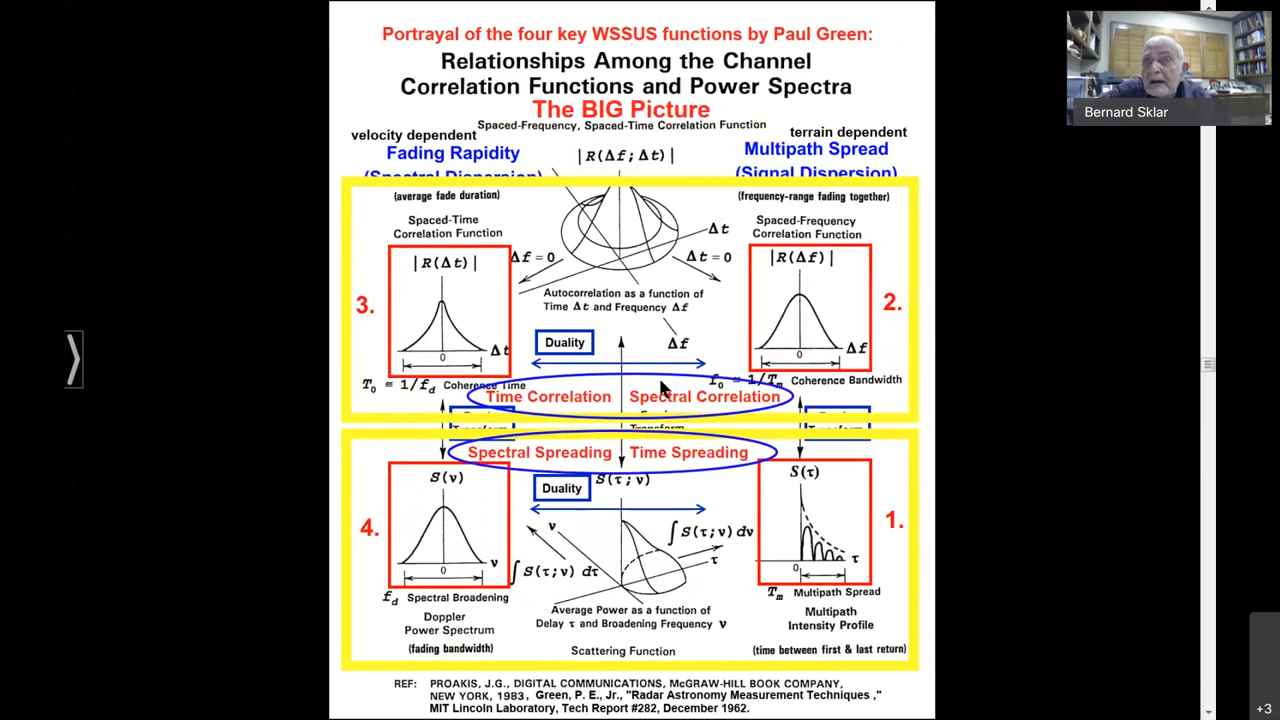 Portrayal of the four key WSSUS functions by Paul Green:
Relationships Among the Channel
Correlation Functions and Power Spectra
The BIG Picture
Spaced-Frequency, Spaced-Time Correlation Function
velocity dependent
terrain dependent
Fading Rapidity
|R(Δf;Δt)|
Multipath Spread
(Spectral Dispersion)
(Signal Dispersion)
(average fade duration)
(frequency-range fading together)
Spaced-Time
Correlation Function
Spaced-Frequency
Correlation Function
Δt
|R(Δt)|
Δf=0
Δt=0
|R(Δf)|
3.
Autocorrelation as a function of
Time Δt and Frequency Δf
2.
Duality
Δf
0
Δt
0
Δf
T₀ ≅ 1/f_d Coherence Time
f₀ ≅ 1/T_m Coherence Bandwidth
Time Correlation
Spectral Correlation
Transform
Transform
Transform
Spectral Spreading
Time Spreading
S(ν)
Duality
S(τ;ν)
S(τ)
4.
ν
∫S(τ;ν)dν
1.
0
ν
∫S(τ;ν)dτ
τ
0
τ
f_d Spectral Broadening
T_m Multipath Spread
Doppler
Power Spectrum
Average Power as a function of
Delay τ and Broadening Frequency ν
Multipath
Intensity Profile
(fading bandwidth)
Scattering Function
(time between first & last return)
REF: PROAKIS, J.G., DIGITAL COMMUNICATIONS, McGRAW-HILL BOOK COMPANY,
NEW YORK, 1983, Green, P. E., Jr., "Radar Astronomy Measurement Techniques ,"
MIT Lincoln Laboratory, Tech Report #282, December 1962.
Bernard Sklar
+3